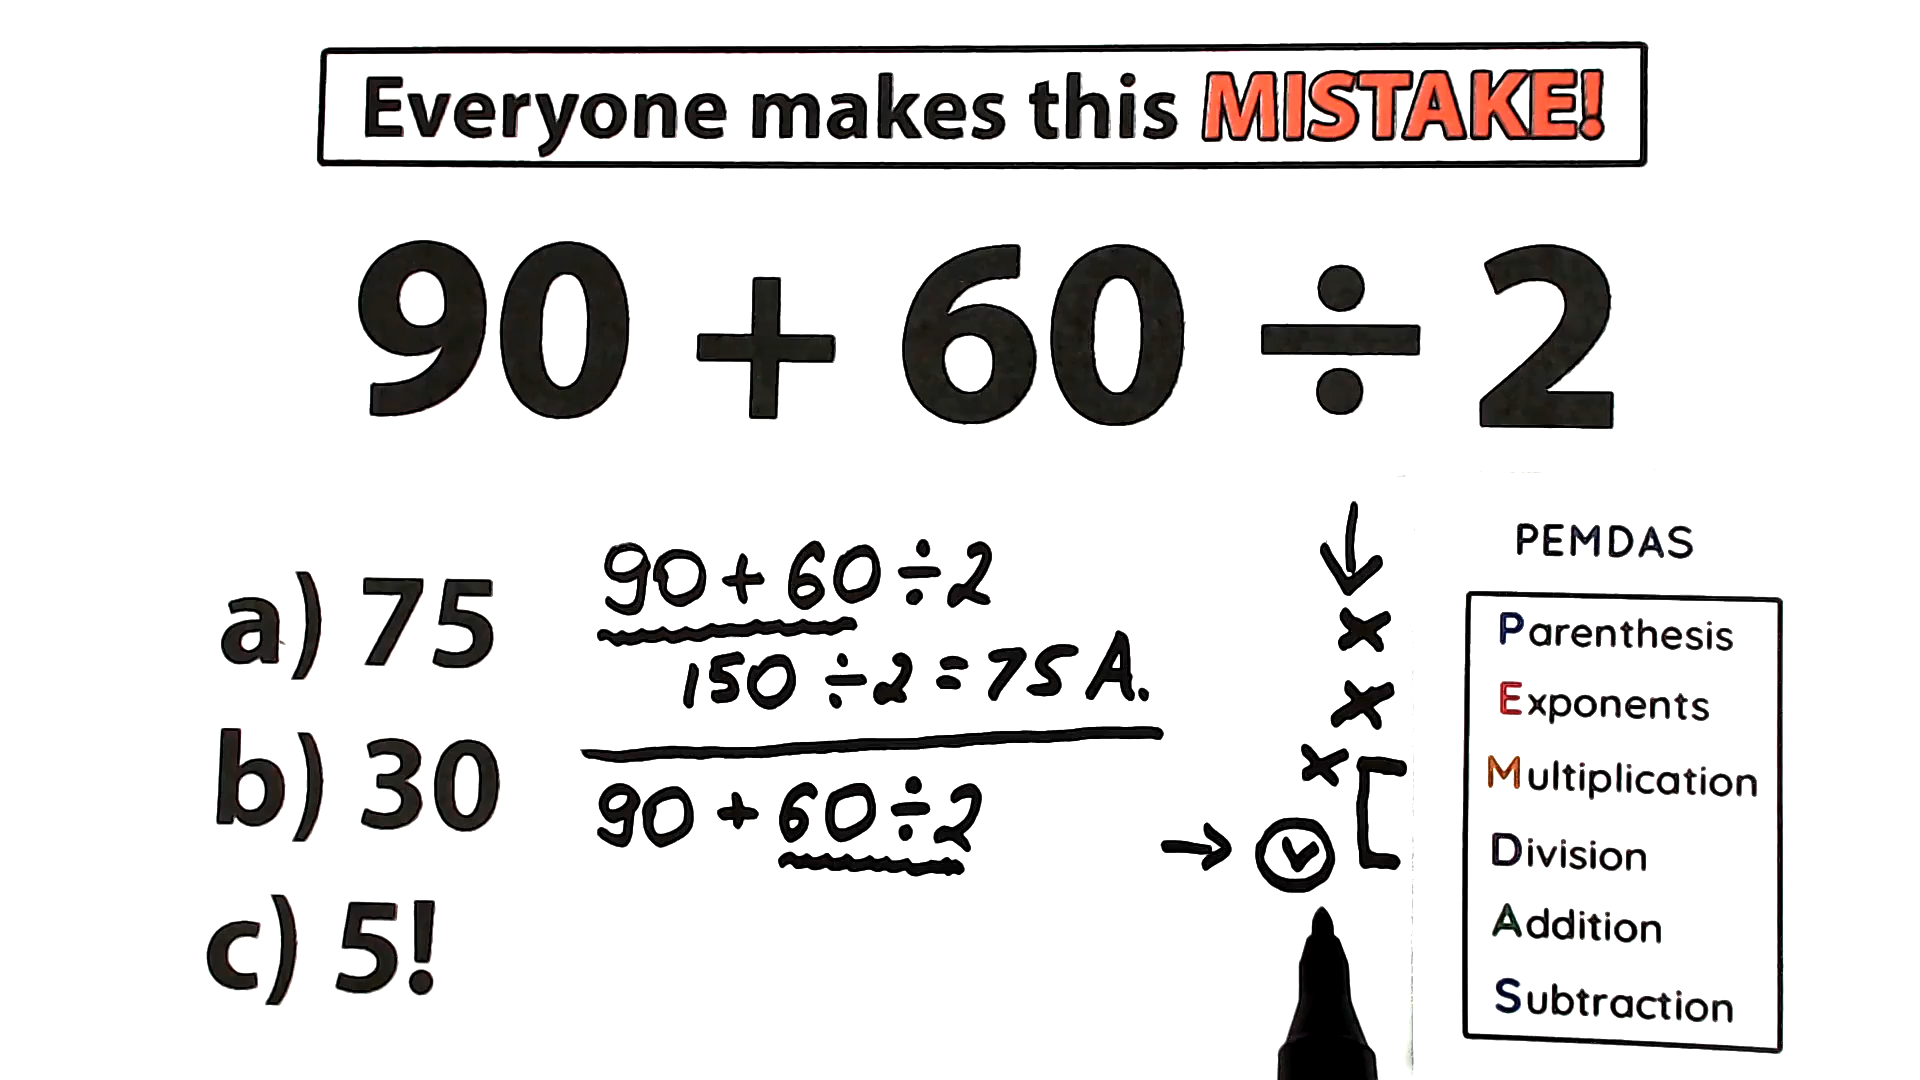 Everyone makes this MISTAKE!
90 + 60 ÷ 2
a) 75
b) 30
c) 5!
90 + 60 ÷ 2
150 ÷ 2 = 75 A.
90 + 60 ÷ 2
PEMDAS
Parenthesis
Exponents
Multiplication
Division
Addition
Subtraction